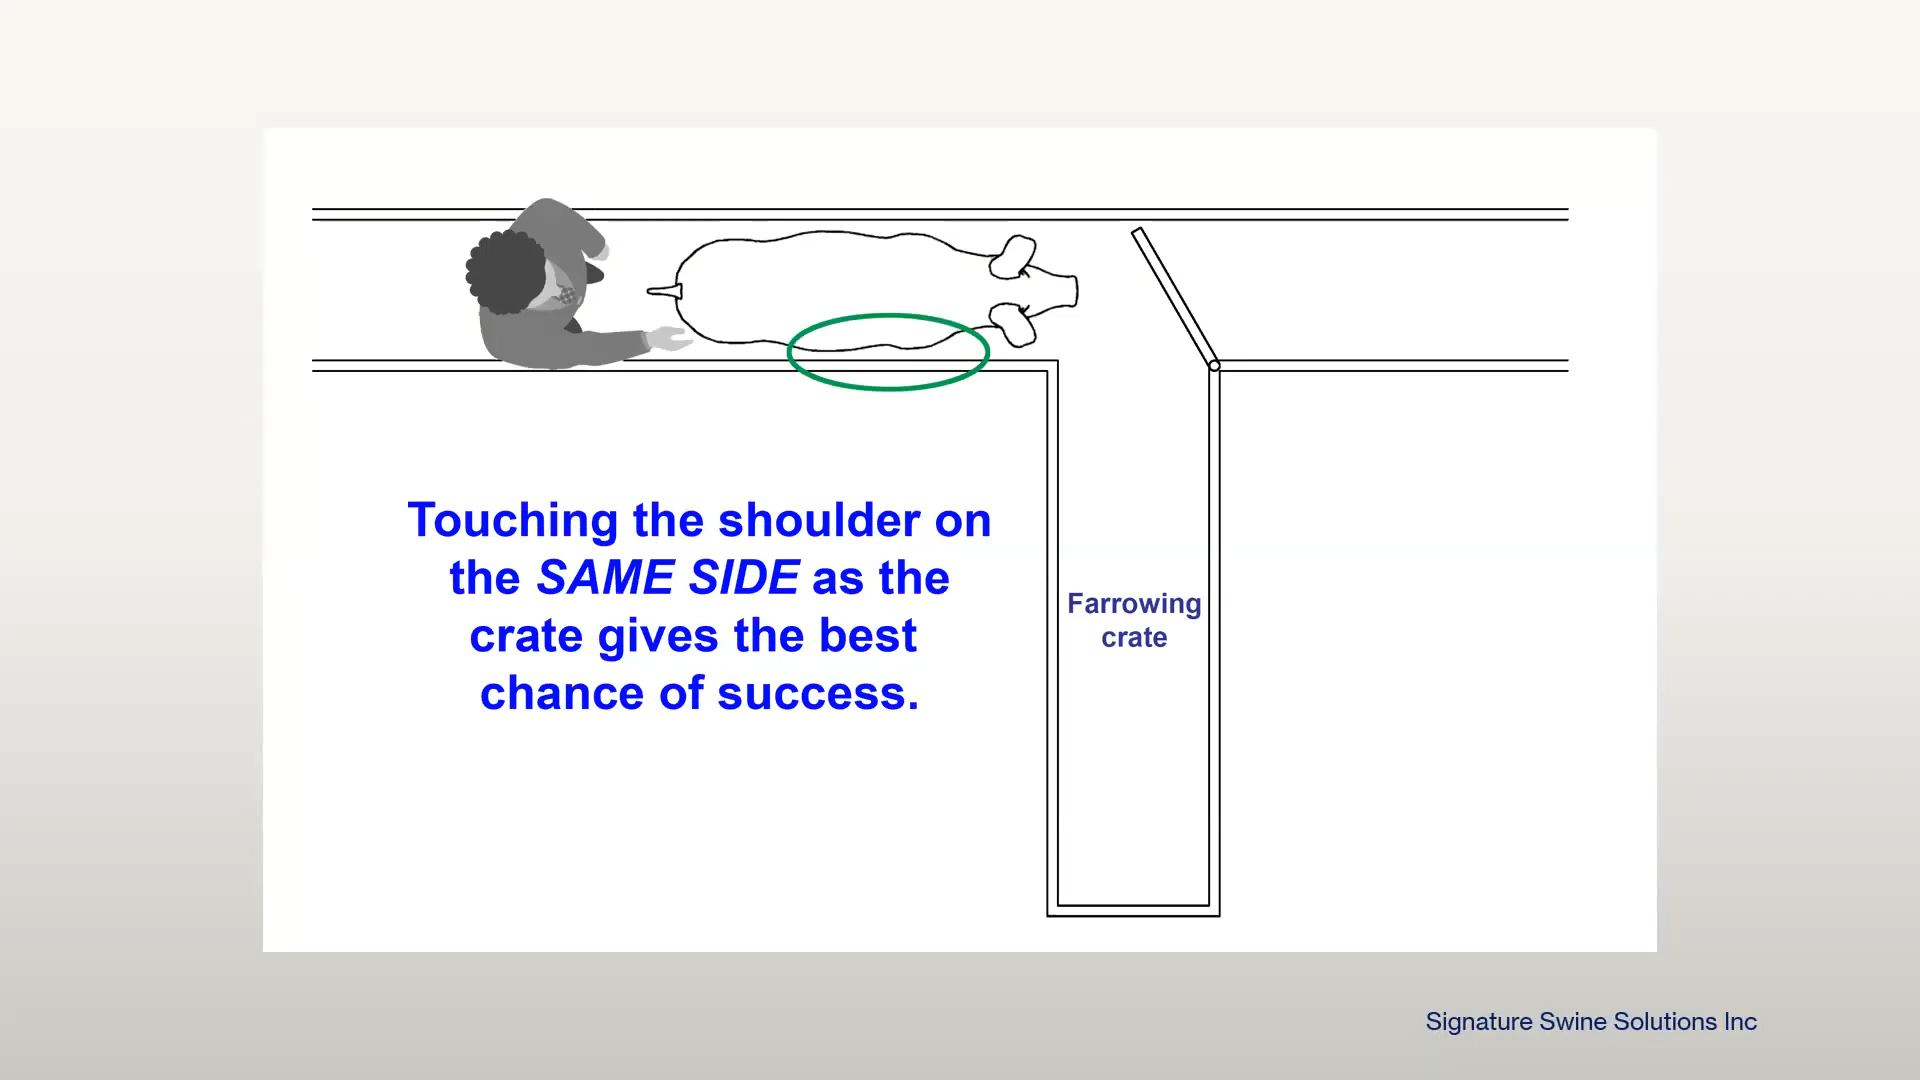 Touching the shoulder on
the SAME SIDE as the
crate gives the best
chance of success.
Farrowing
crate
Signature Swine Solutions Inc